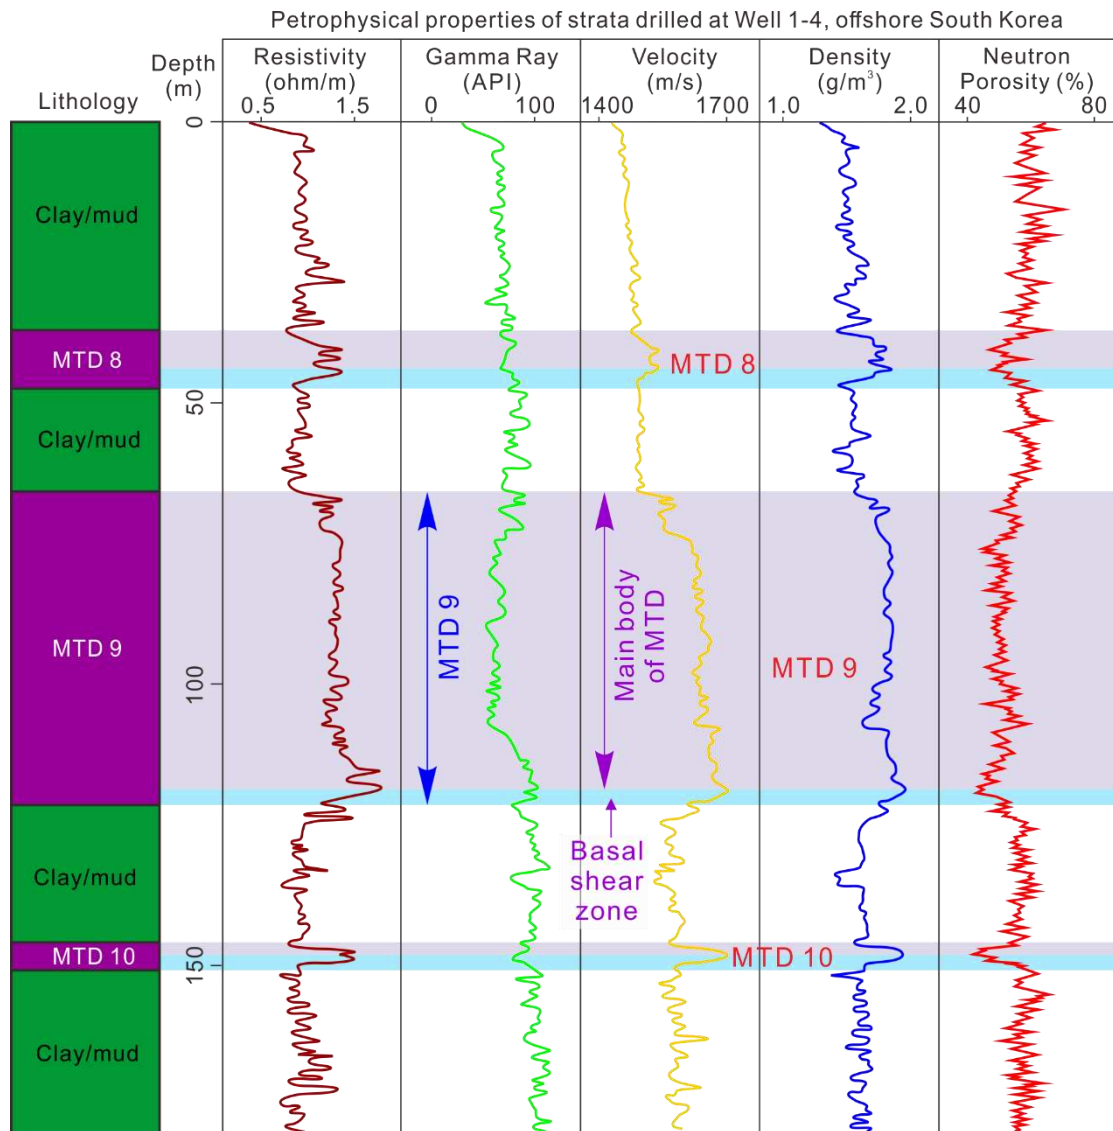 Petrophysical properties of strata drilled at Well 1-4, offshore South Korea
Lithology
Depth
(m)
Resistivity
(ohm/m)
0.5 1.5
Gamma Ray
(API)
0 100
Velocity
(m/s)
1400 1700
Density
(g/m³)
1.0 2.0
Neutron
Porosity (%)
40 80
0
50
100
150
Clay/mud
MTD 8
Clay/mud
MTD 9
Clay/mud
MTD 10
Clay/mud
MTD 8
MTD 9
Main body
of MTD
MTD 9
Basal
shear
zone
MTD 10